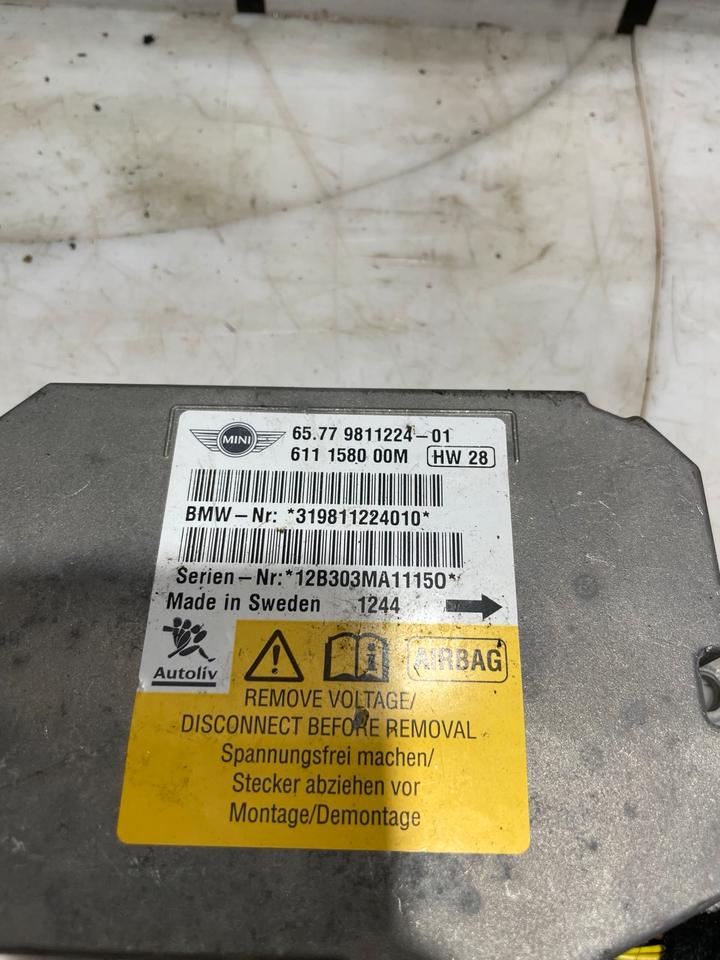 MINI
65.77 9811224-01
611 1580 00M HW 28
BMW-Nr: *319811224010*
Serien-Nr:*12B303MA1115O*
Made in Sweden 1244
Autoliv
i
AIRBAG
REMOVE VOLTAGE/
DISCONNECT BEFORE REMOVAL
Spannungsfrei machen/
Stecker abziehen vor
Montage/Demontage